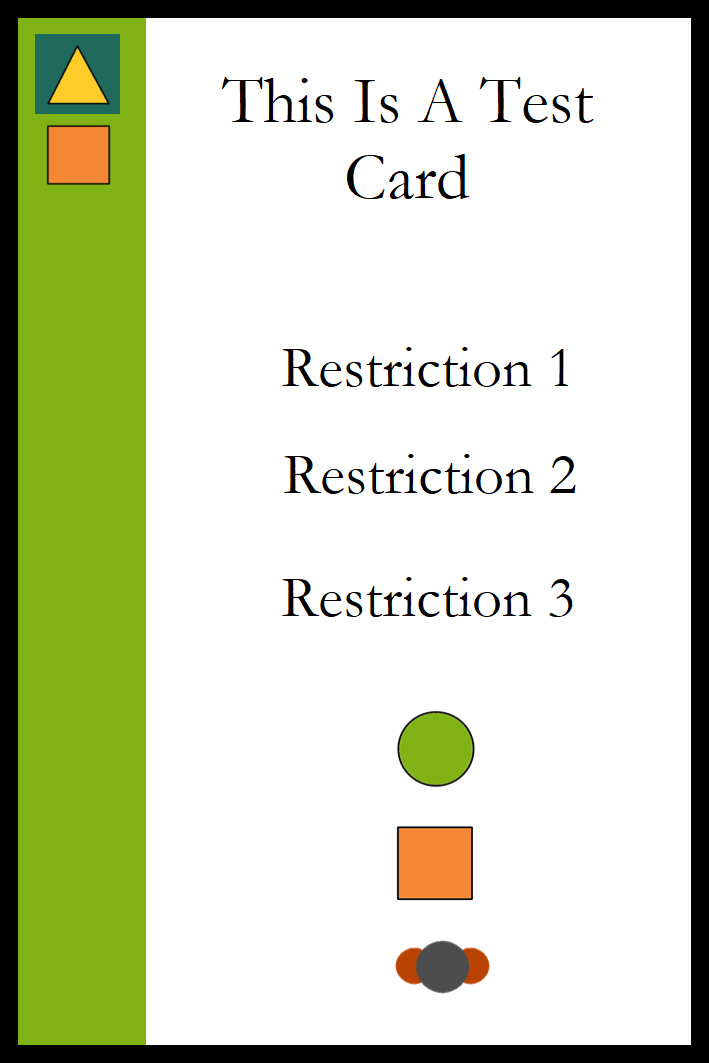 This Is A Test
Card
Restriction 1
Restriction 2
Restriction 3